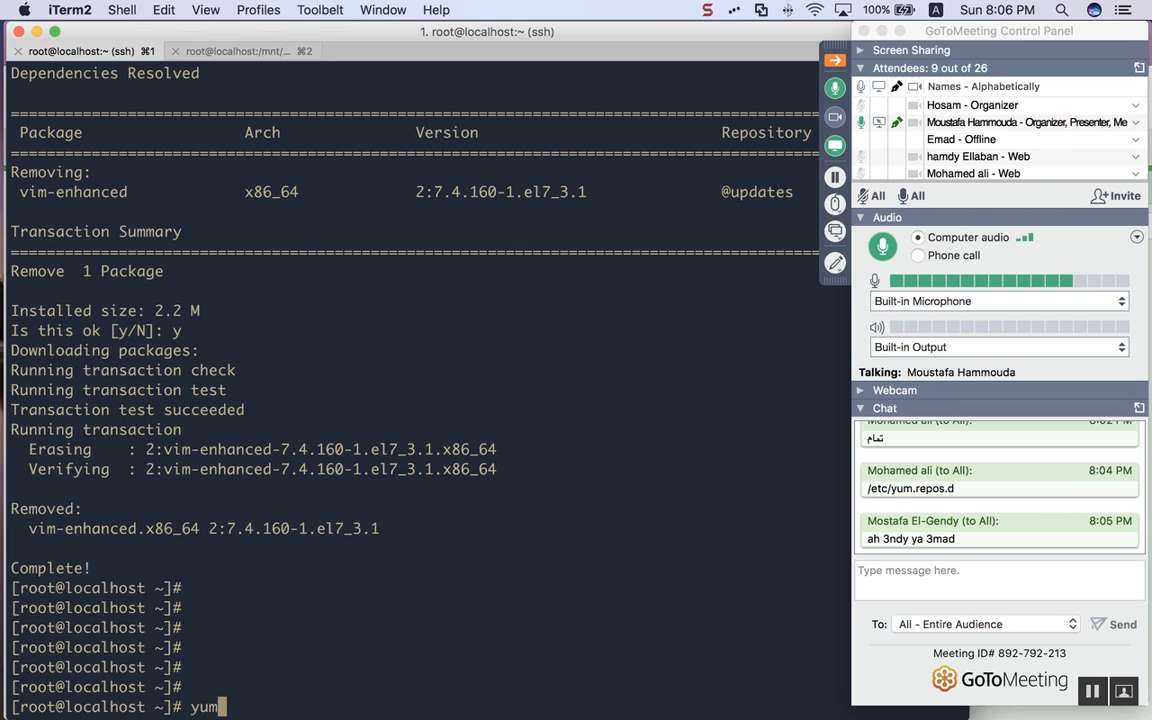 iTerm2 Shell Edit View Profiles Toolbelt Window Help 100% A Sun 8:06 PM
1. root@localhost:~ (ssh)
root@localhost:~ (ssh) ⌘1 × root@localhost:/mnt/... ⌘2
Dependencies Resolved
================================================================================
Package Arch Version Repository
================================================================================
Removing:
vim-enhanced x86_64 2:7.4.160-1.el7_3.1 @updates
Transaction Summary
================================================================================
Remove 1 Package
Installed size: 2.2 M
Is this ok [y/N]: y
Downloading packages:
Running transaction check
Running transaction test
Transaction test succeeded
Running transaction
Erasing : 2:vim-enhanced-7.4.160-1.el7_3.1.x86_64
Verifying : 2:vim-enhanced-7.4.160-1.el7_3.1.x86_64
Removed:
vim-enhanced.x86_64 2:7.4.160-1.el7_3.1
Complete!
[root@localhost ~]#
[root@localhost ~]#
[root@localhost ~]#
[root@localhost ~]#
[root@localhost ~]#
[root@localhost ~]#
[root@localhost ~]# yum
GoToMeeting Control Panel
Screen Sharing
Attendees: 9 out of 26
Names - Alphabetically
Hosam - Organizer
Moustafa Hammouda - Organizer, Presenter, Me
Emad - Offline
hamdy Ellaban - Web
Mohamed ali - Web
All All Invite
Audio
Computer audio
Phone call
Built-in Microphone
Built-in Output
Talking: Moustafa Hammouda
Webcam
Chat
Mohamed ali (to All): 8:02 PM
تمام
Mohamed ali (to All): 8:04 PM
/etc/yum.repos.d
Mostafa El-Gendy (to All): 8:05 PM
ah 3ndy ya 3mad
Type message here.
To: All - Entire Audience Send
Meeting ID# 892-792-213
GoToMeeting